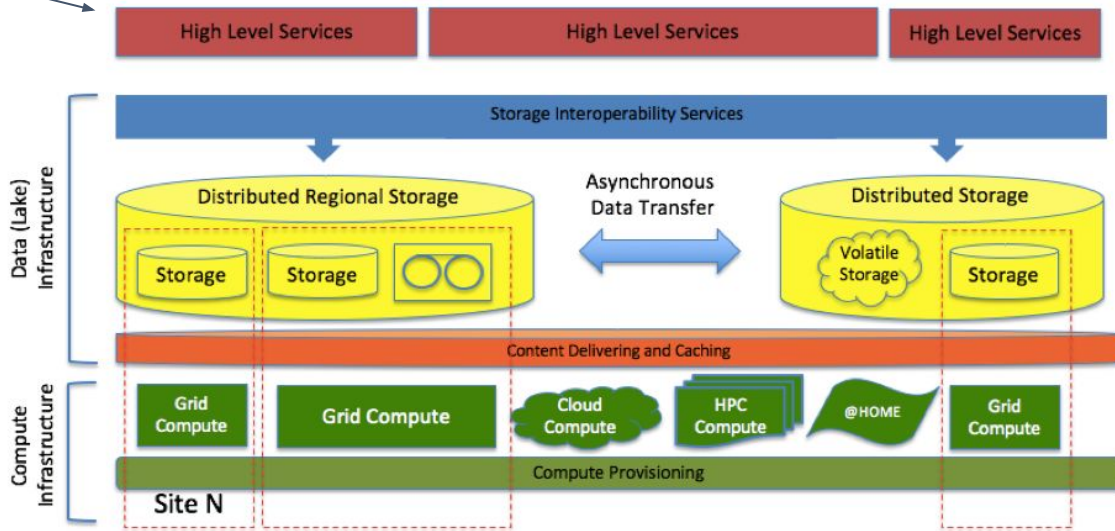 High Level Services
High Level Services
High Level Services
Data (Lake)
Infrastructure
Storage Interoperability Services
Distributed Regional Storage
Asynchronous
Data Transfer
Distributed Storage
Storage
Storage
Volatile
Storage
Storage
Content Delivering and Caching
Compute
Infrastructure
Grid
Compute
Grid Compute
Cloud
Compute
HPC
Compute
@HOME
Grid
Compute
Compute Provisioning
Site N